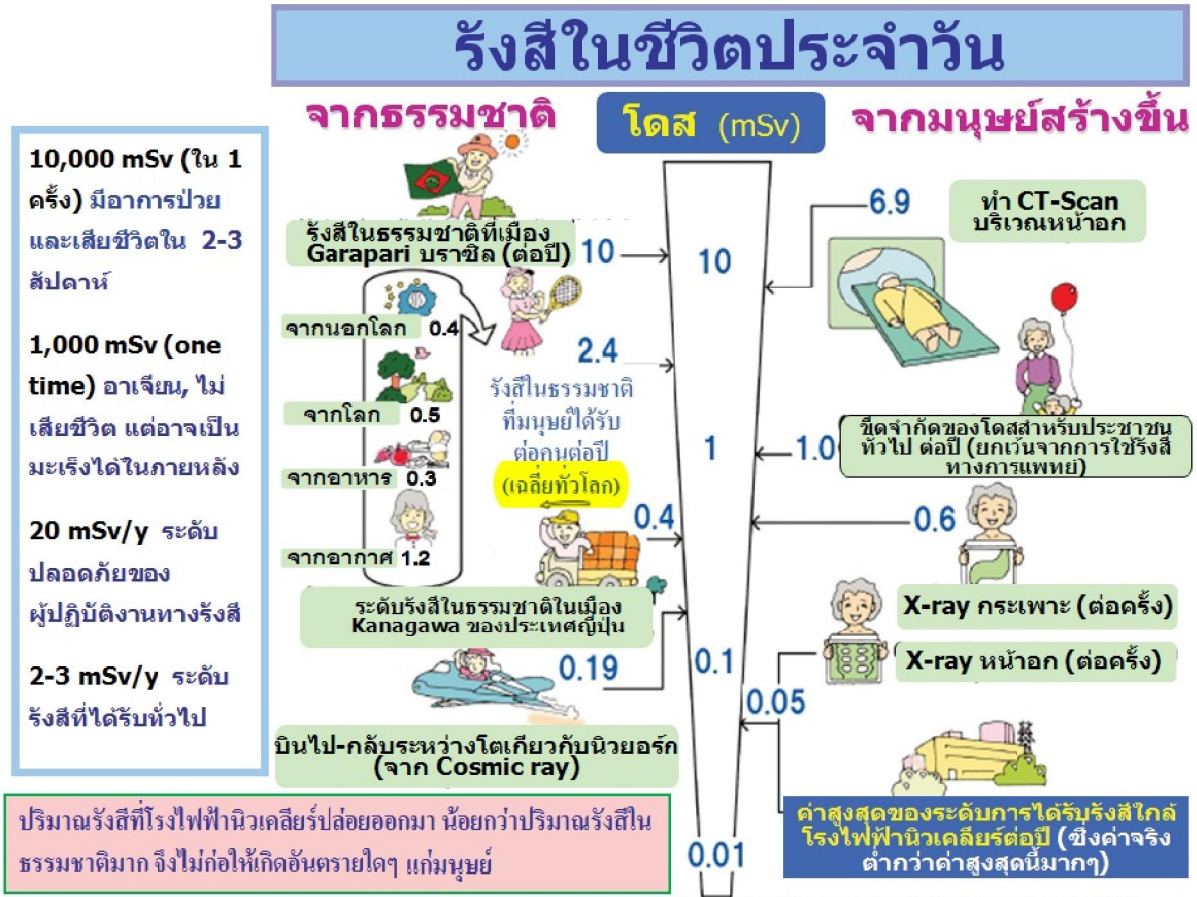 รังสีในชีวิตประจำวัน
จากธรรมชาติ
โดส (mSv)
จากมนุษย์สร้างขึ้น
10,000 mSv (ใน 1
ครั้ง) มีอาการป่วย
และเสียชีวิตใน 2-3
สัปดาห์
1,000 mSv (one
time) อาเจียน, ไม่
เสียชีวิต แต่อาจเป็น
มะเร็งได้ในภายหลัง
20 mSv/y ระดับ
ปลอดภัยของ
ผู้ปฏิบัติงานทางรังสี
2-3 mSv/y ระดับ
รังสีที่ได้รับทั่วไป
รังสีในธรรมชาติที่เมือง
Garapari บราซิล (ต่อปี)
10
จากนอกโลก 0.4
จากโลก 0.5
จากอาหาร 0.3
จากอากาศ 1.2
2.4
รังสีในธรรมชาติ
ที่มนุษย์ได้รับ
ต่อคนต่อปี
(เฉลี่ยทั่วโลก)
0.4
ระดับรังสีในธรรมชาติในเมือง
Kanagawa ของประเทศญี่ปุ่น
0.19
บินไป-กลับระหว่างโตเกียวกับนิวยอร์ก
(จาก Cosmic ray)
10
1
0.1
0.01
6.9
ทำ CT-Scan
บริเวณหน้าอก
1.0
ขีดจำกัดของโดสสำหรับประชาชน
ทั่วไป ต่อปี (ยกเว้นจากการใช้รังสี
ทางการแพทย์)
0.6
X-ray กระเพาะ (ต่อครั้ง)
X-ray หน้าอก (ต่อครั้ง)
0.05
ค่าสูงสุดของระดับการได้รับรังสีใกล้
โรงไฟฟ้านิวเคลียร์ต่อปี (ซึ่งค่าจริง
ต่ำกว่าค่าสูงสุดนี้มากๆ)
ปริมาณรังสีที่โรงไฟฟ้านิวเคลียร์ปล่อยออกมา น้อยกว่าปริมาณรังสีใน
ธรรมชาติมาก จึงไม่ก่อให้เกิดอันตรายใดๆ แก่มนุษย์